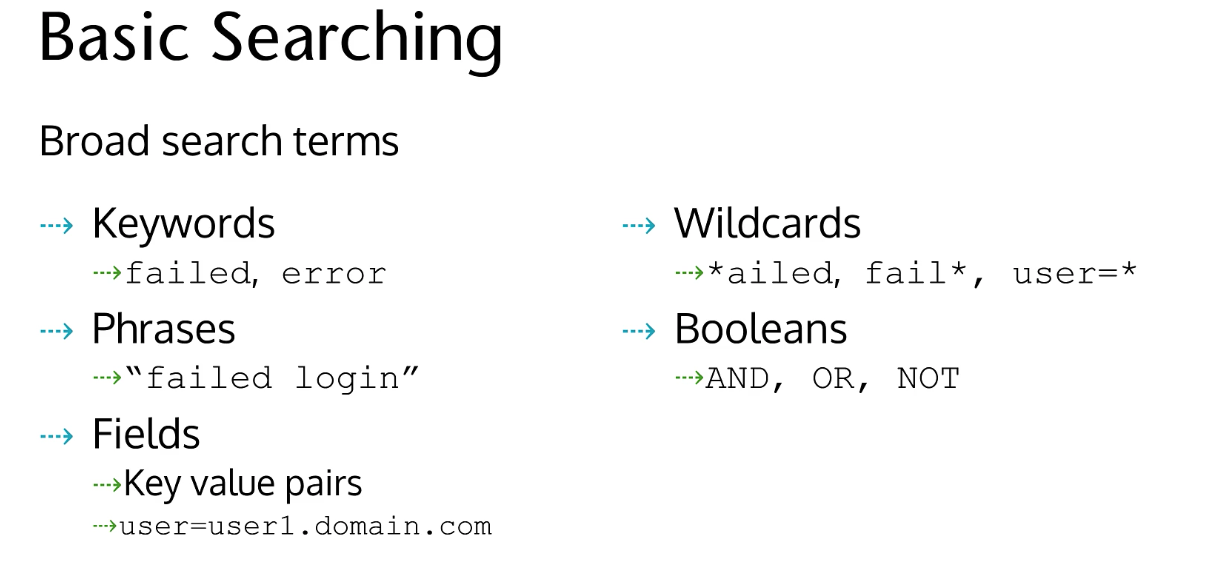 Basic Searching
Broad search terms
Keywords
failed, error
Phrases
“failed login”
Fields
Key value pairs
user=user1.domain.com
Wildcards
*ailed, fail*, user=*
Booleans
AND, OR, NOT